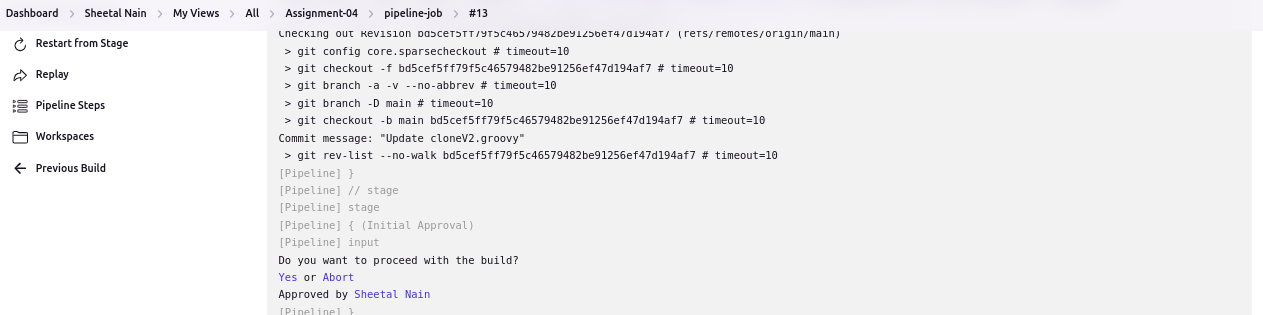 Dashboard > Sheetal Nain > My Views > All > Assignment-04 > pipeline-job > #13
Restart from Stage
Replay
Pipeline Steps
Workspaces
Previous Build
Checking out Revision bd5cef5ff79f5c46579482be91256ef47d194af7 (refs/remotes/origin/main)
> git config core.sparsecheckout # timeout=10
> git checkout -f bd5cef5ff79f5c46579482be91256ef47d194af7 # timeout=10
> git branch -a -v --no-abbrev # timeout=10
> git branch -D main # timeout=10
> git checkout -b main bd5cef5ff79f5c46579482be91256ef47d194af7 # timeout=10
Commit message: "Update cloneV2.groovy"
> git rev-list --no-walk bd5cef5ff79f5c46579482be91256ef47d194af7 # timeout=10
[Pipeline] }
[Pipeline] // stage
[Pipeline] stage
[Pipeline] { (Initial Approval)
[Pipeline] input
Do you want to proceed with the build?
Yes or Abort
Approved by Sheetal Nain
[Pipeline] }